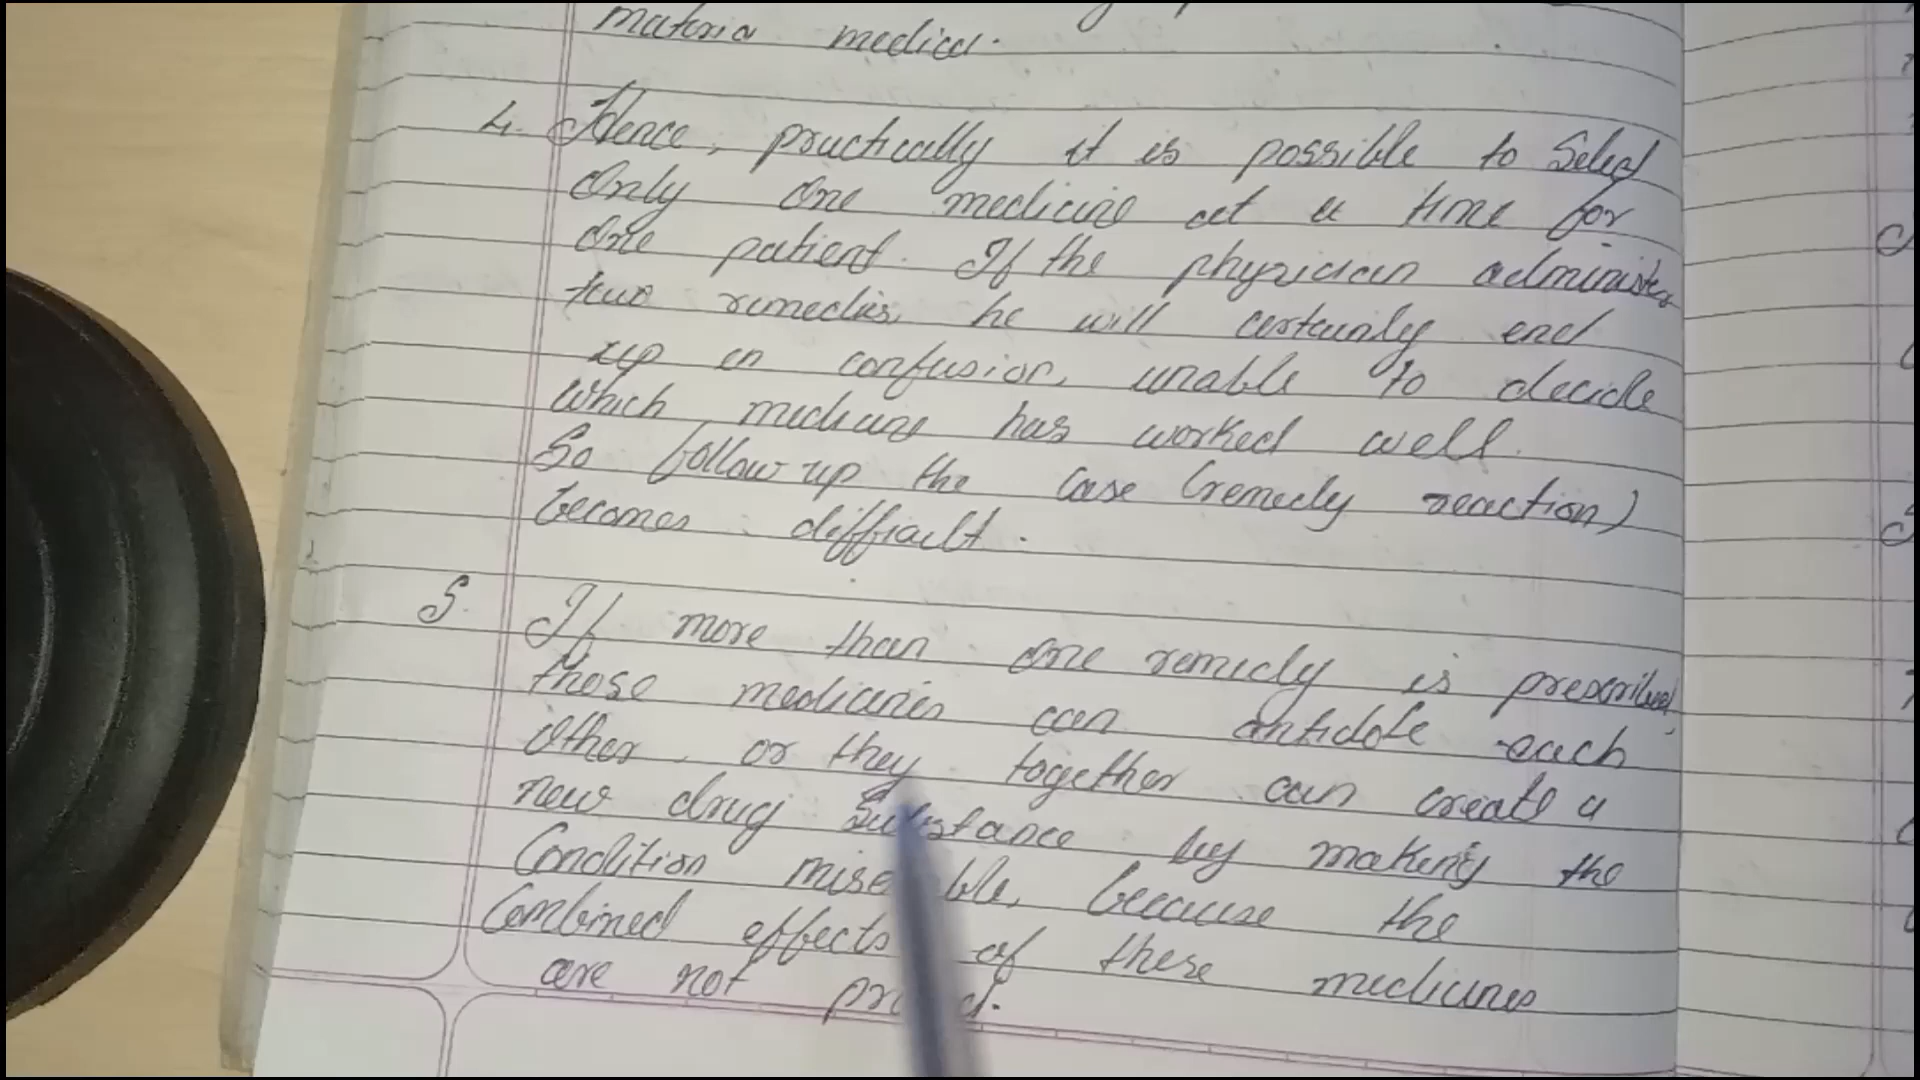 materia medica.
4. Hence, practically it is possible to Select
Only One medicine at a time for
One patient. If the physician administer
two remedies, he will certainly end
up in confusion, unable to decide
which medicine has worked well.
So follow up the case (remedy reaction)
becomes difficult.
5. If more than One remedy is prescribed,
those medicines can antidote each
other, or they together can create a
new drug Substance by making the
Condition, because the
Combined effects of these medicines
are not